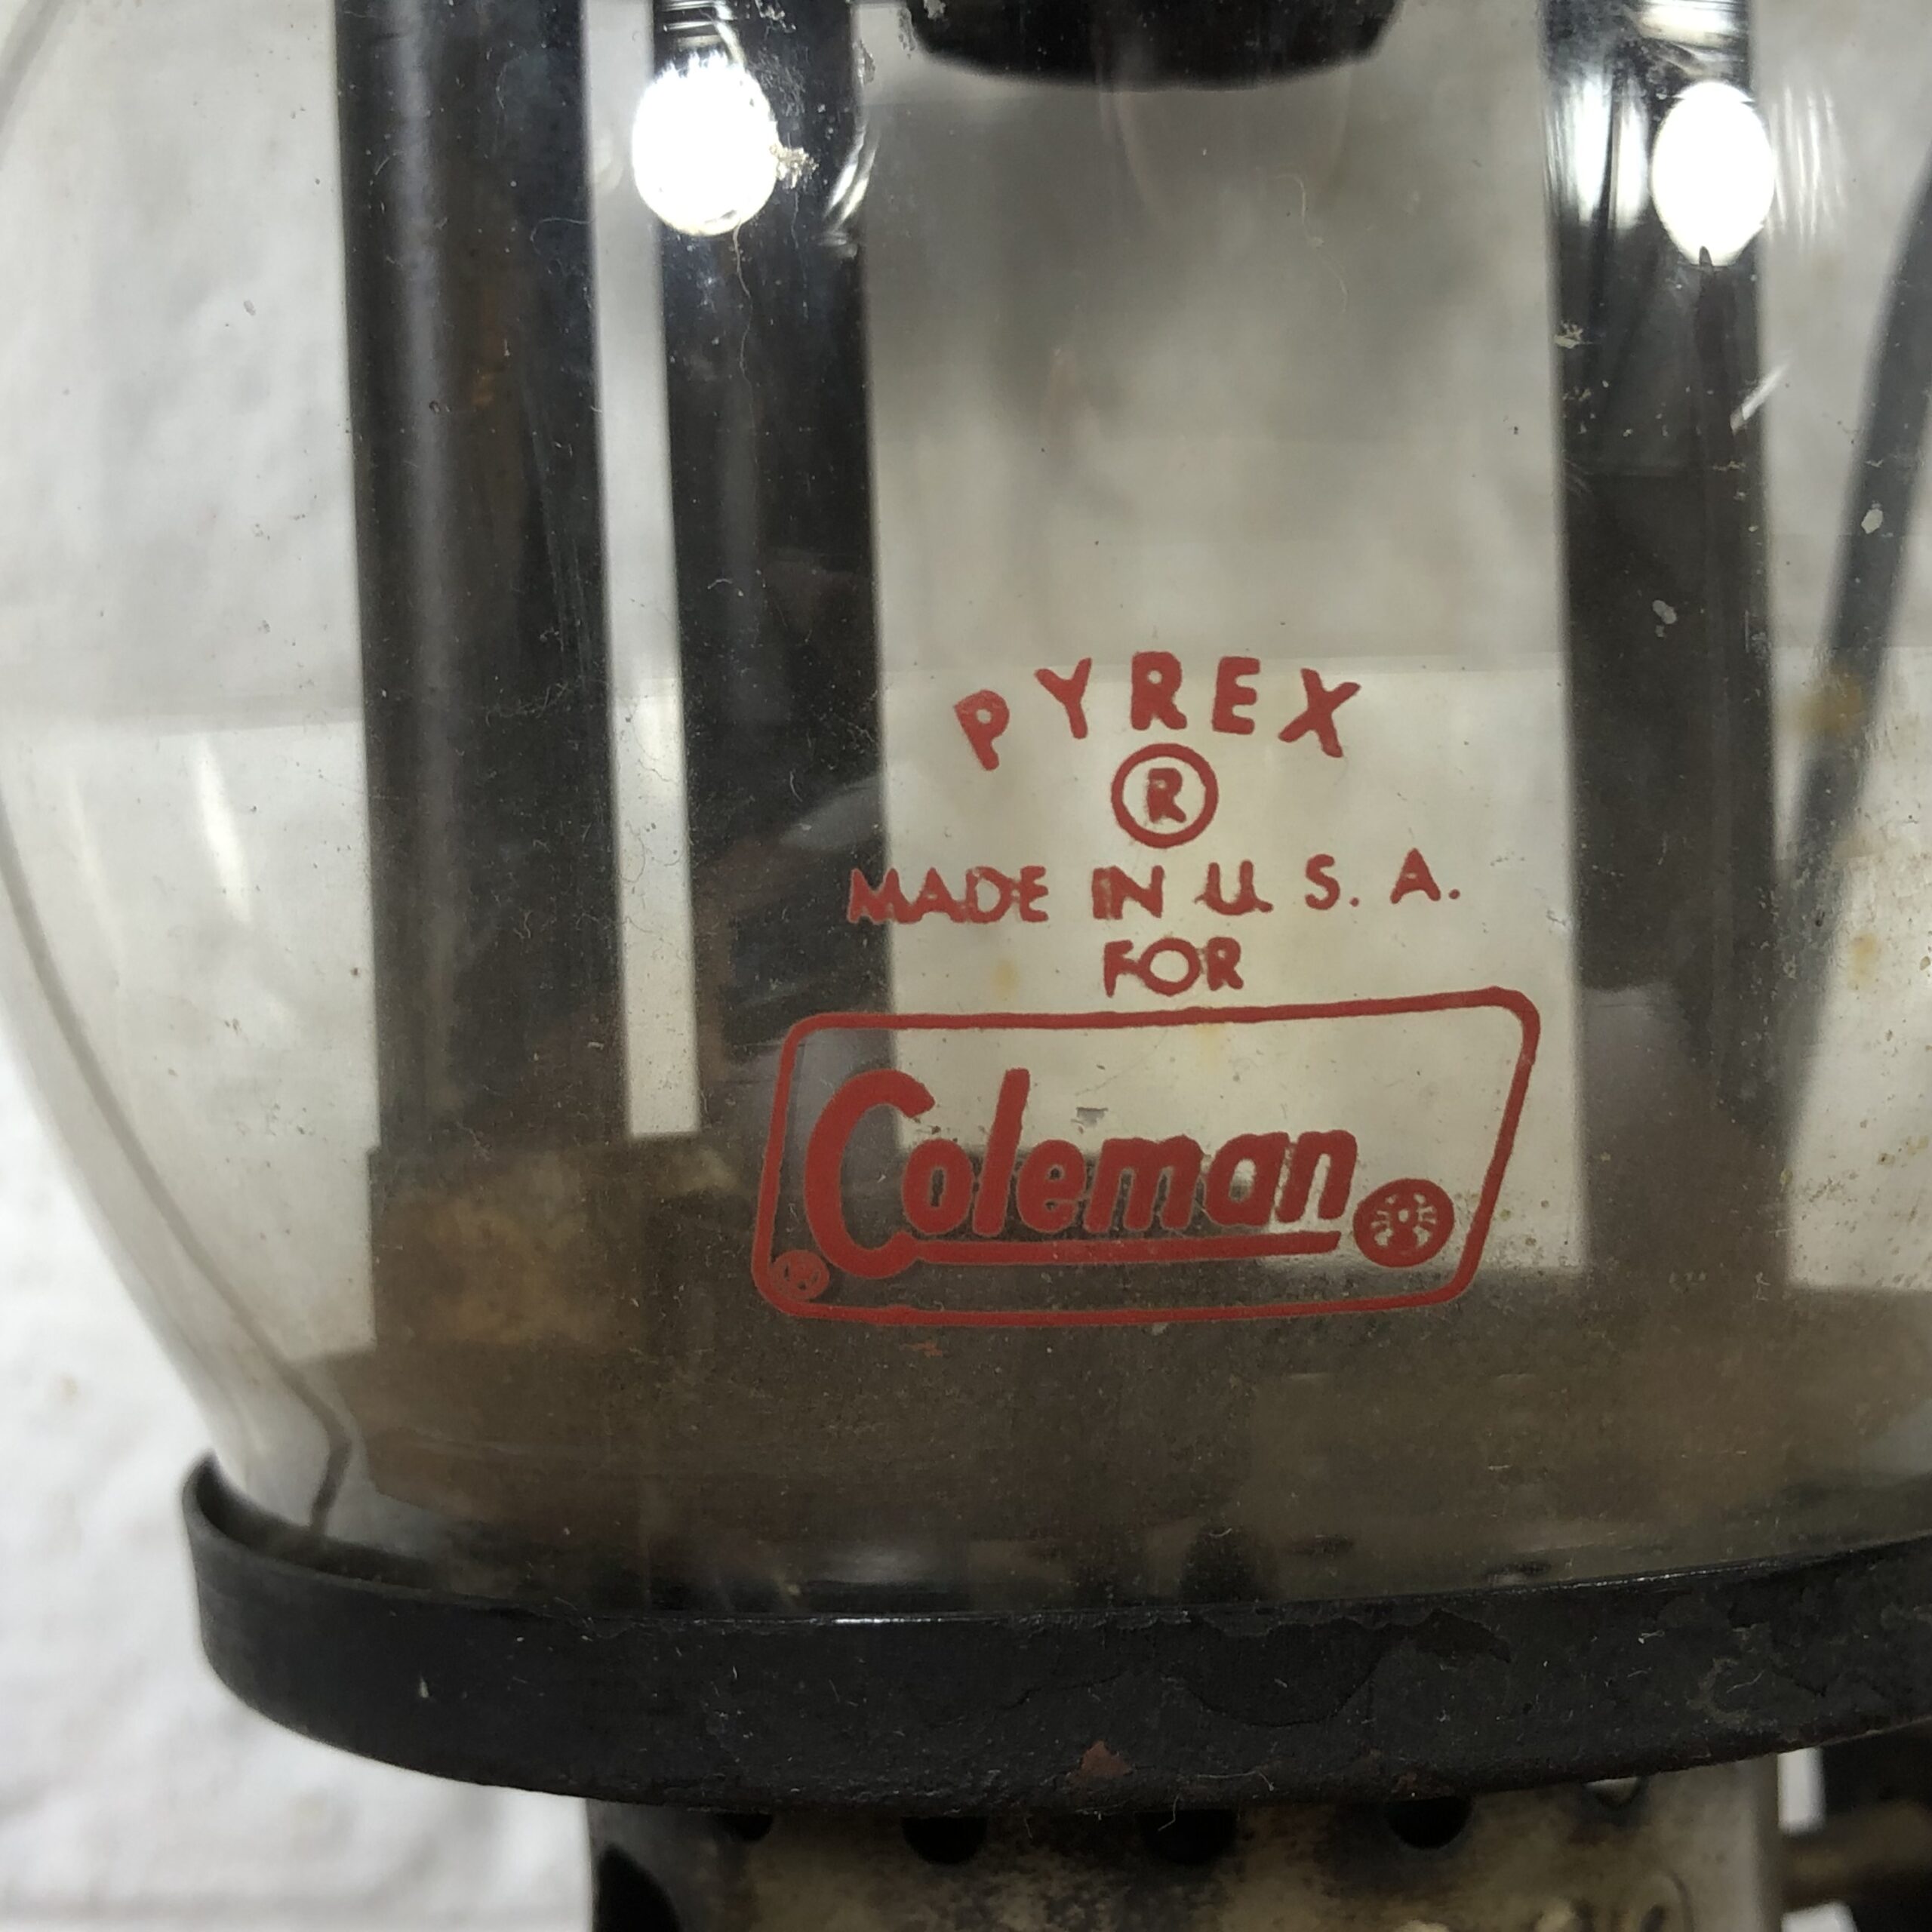 PYREX
®
MADE IN U.S.A.
FOR
Coleman
®